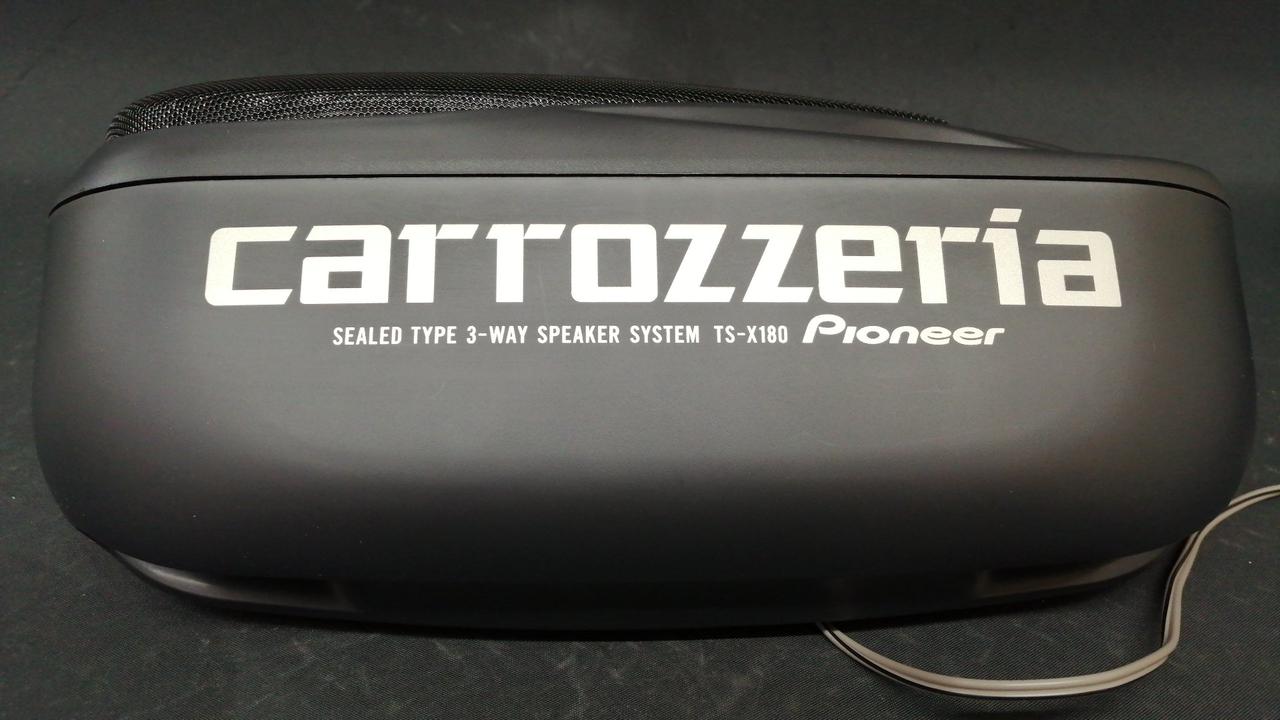 carrozzeria
SEALED TYPE 3-WAY SPEAKER SYSTEM TS-X180 Pioneer